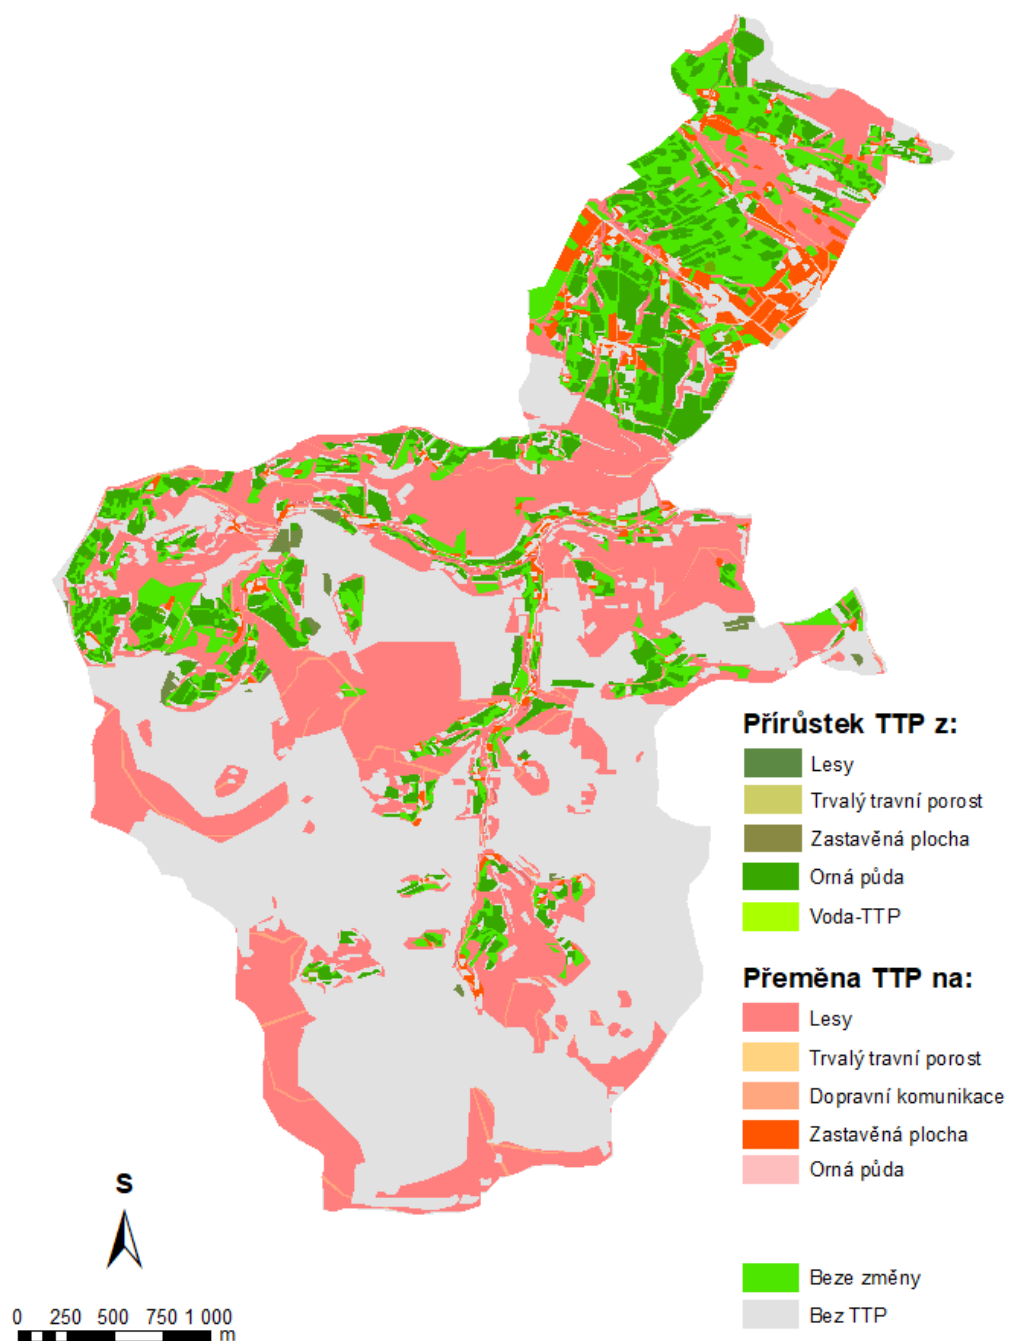 Přírůstek TTP z:
Lesy
Trvalý travní porost
Zastavěná plocha
Orná půda
Voda-TTP
Přeměna TTP na:
Lesy
Trvalý travní porost
Dopravní komunikace
Zastavěná plocha
Orná půda
Beze změny
Bez TTP
S
0 250 500 750 1 000
m